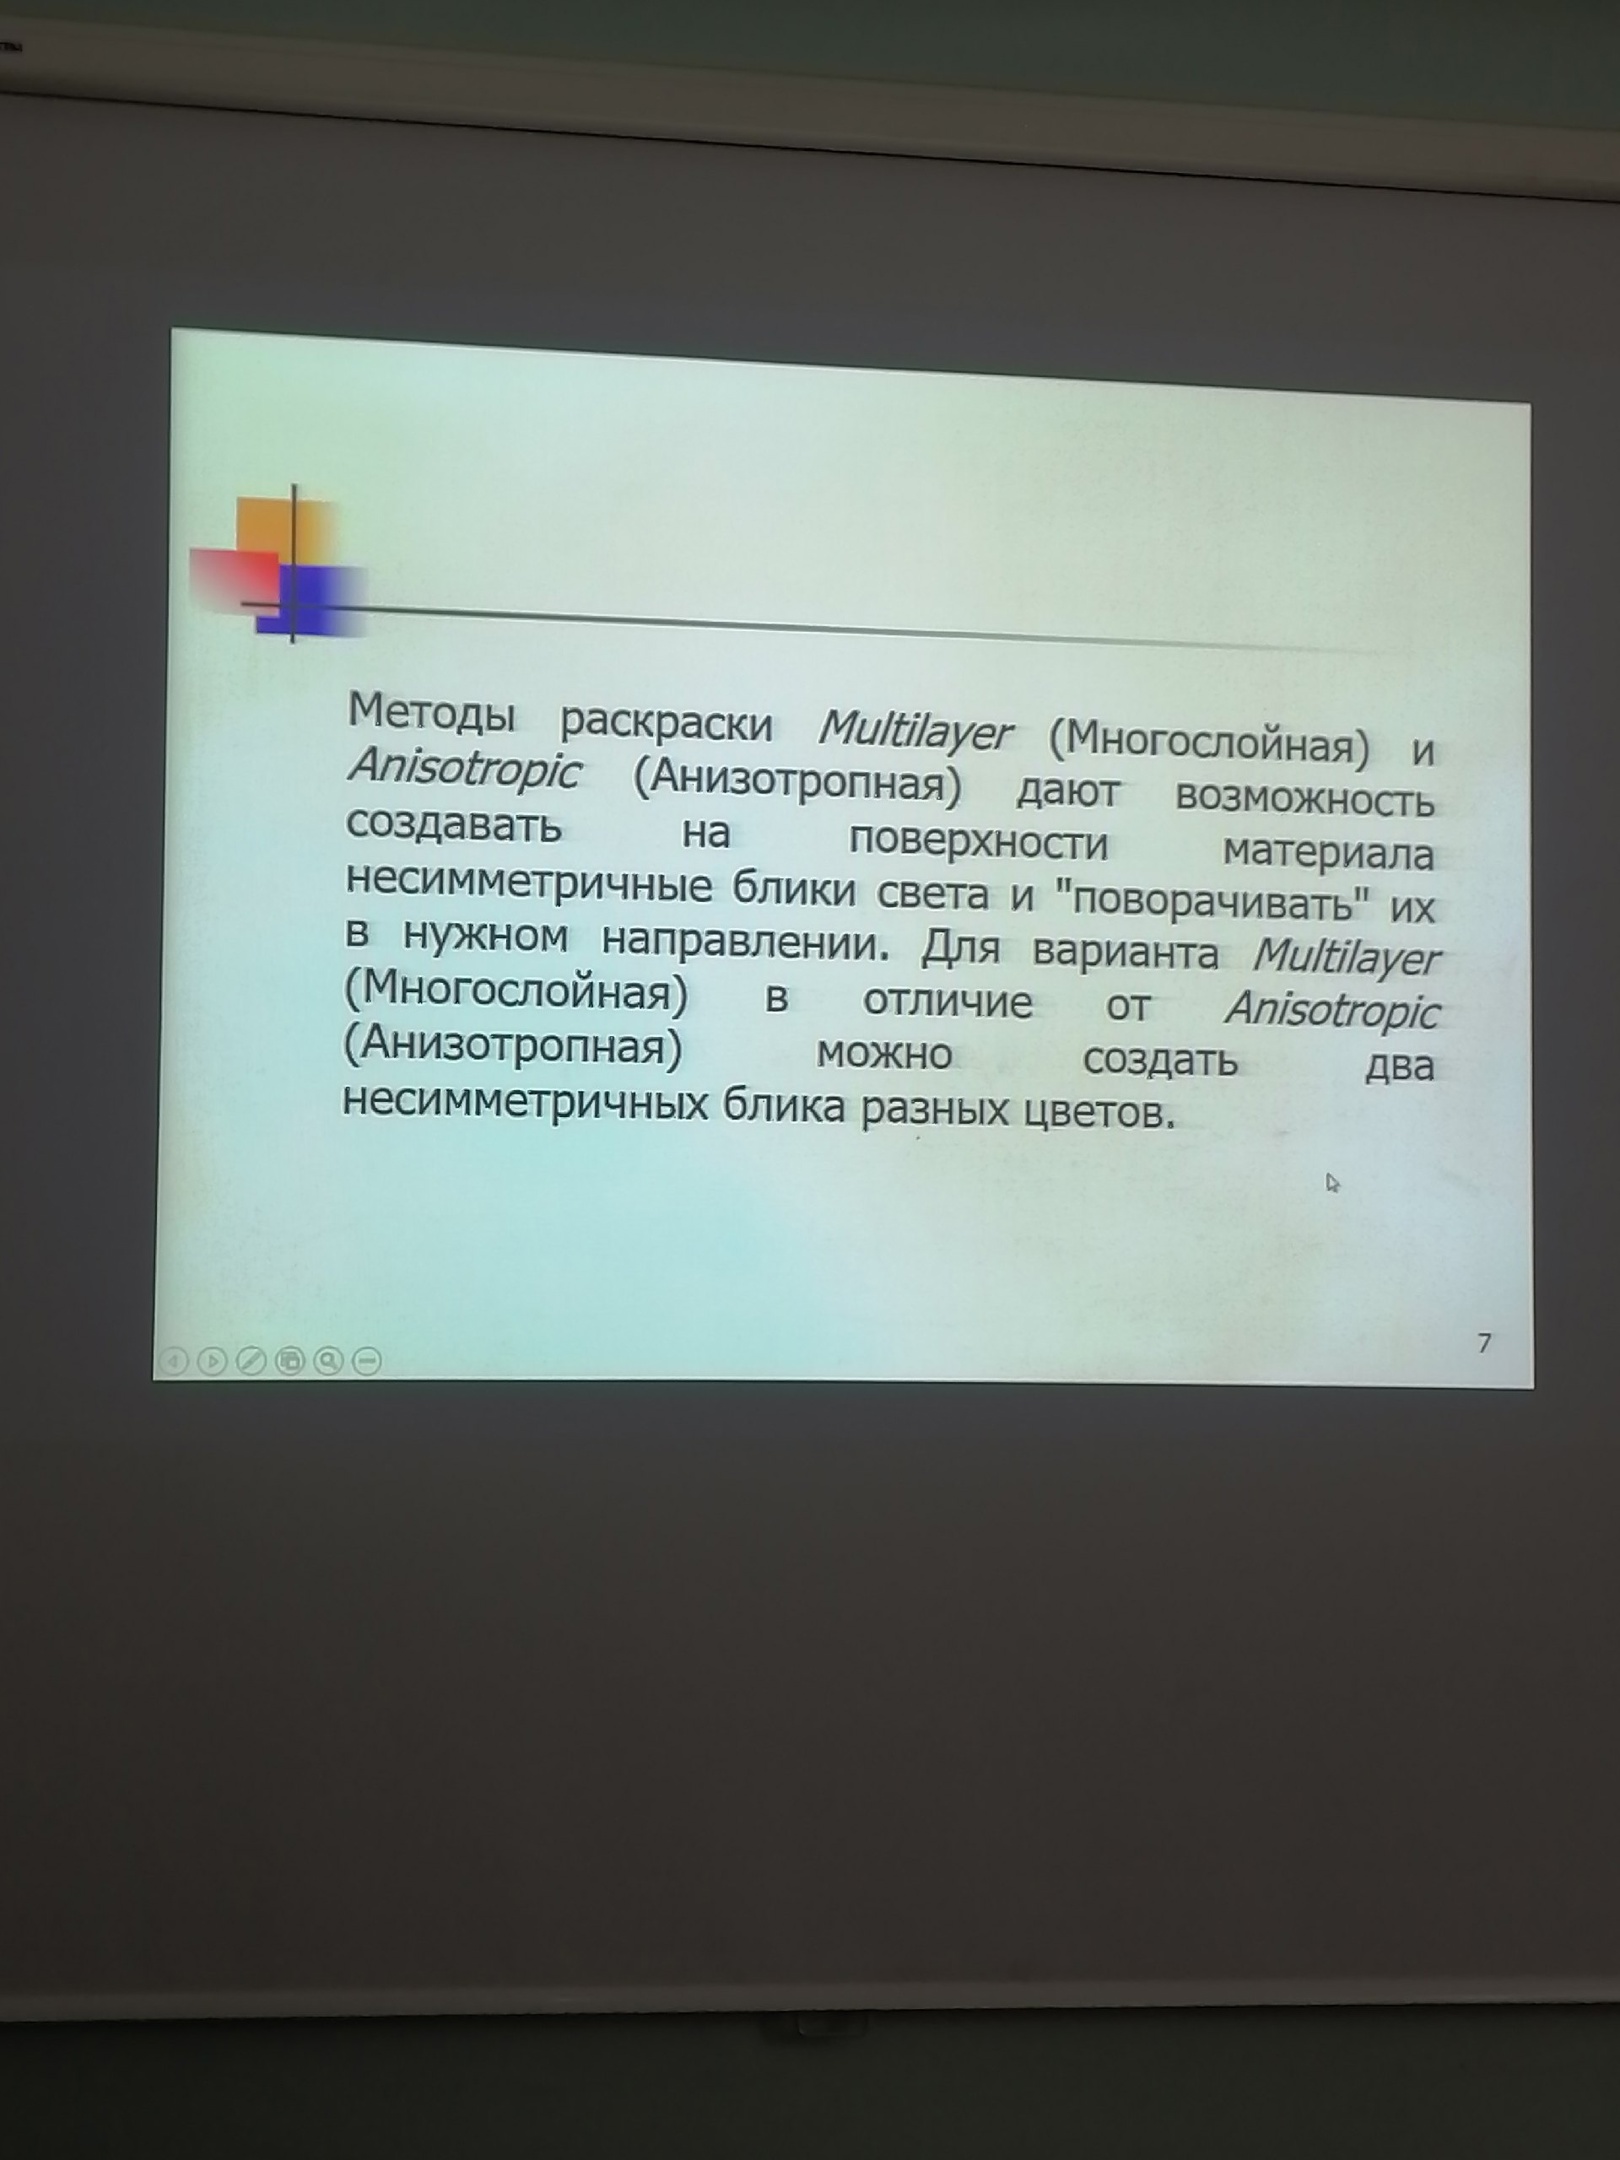 Методы раскраски Multilayer (Многослойная) и
Anisotropic (Анизотропная) дают возможность
создавать на поверхности материала
несимметричные блики света и "поворачивать" их
в нужном направлении. Для варианта Multilayer
(Многослойная) в отличие от Anisotropic
(Анизотропная) можно создать два
несимметричных блика разных цветов.
7